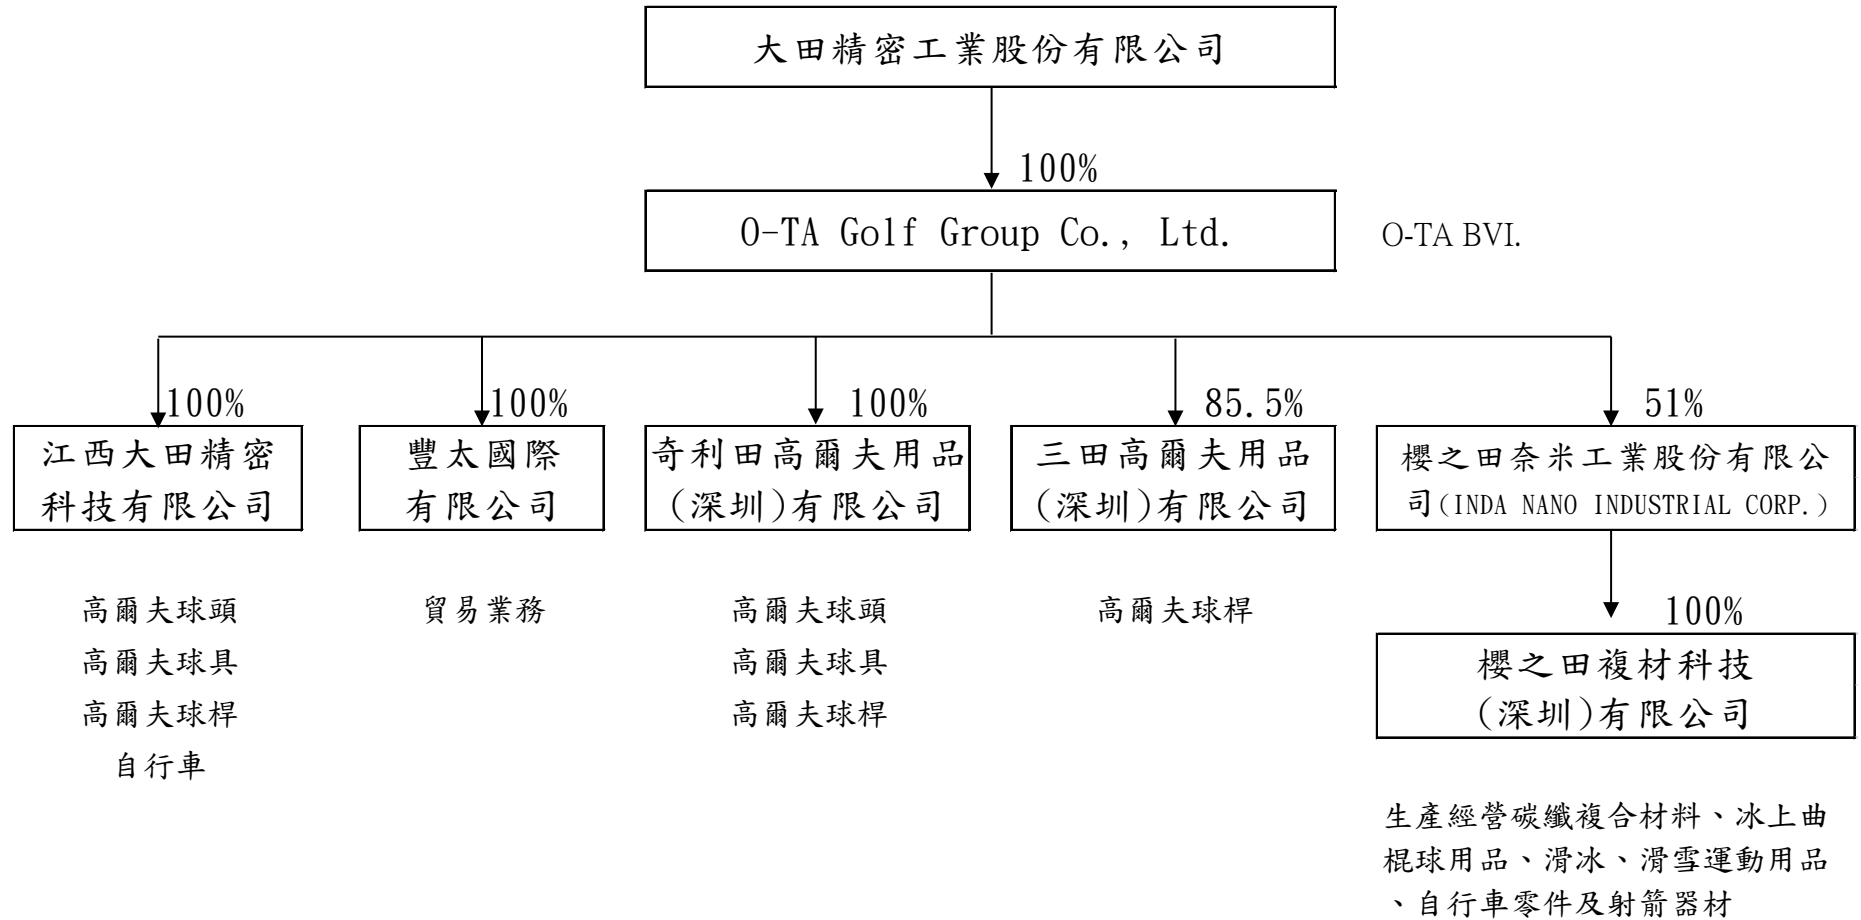 大田精密工業股份有限公司
100%
O-TA Golf Group Co., Ltd.
O-TA BVI.
100%
100%
100%
85.5%
51%
江西大田精密
科技有限公司
豐太國際
有限公司
奇利田高爾夫用品
(深圳)有限公司
三田高爾夫用品
(深圳)有限公司
櫻之田奈米工業股份有限公
司(INDA NANO INDUSTRIAL CORP.)
高爾夫球頭
高爾夫球具
高爾夫球桿
自行車
貿易業務
高爾夫球頭
高爾夫球具
高爾夫球桿
高爾夫球桿
100%
櫻之田複材科技
(深圳)有限公司
生產經營碳纖複合材料、冰上曲
棍球用品、滑冰、滑雪運動用品
、自行車零件及射箭器材